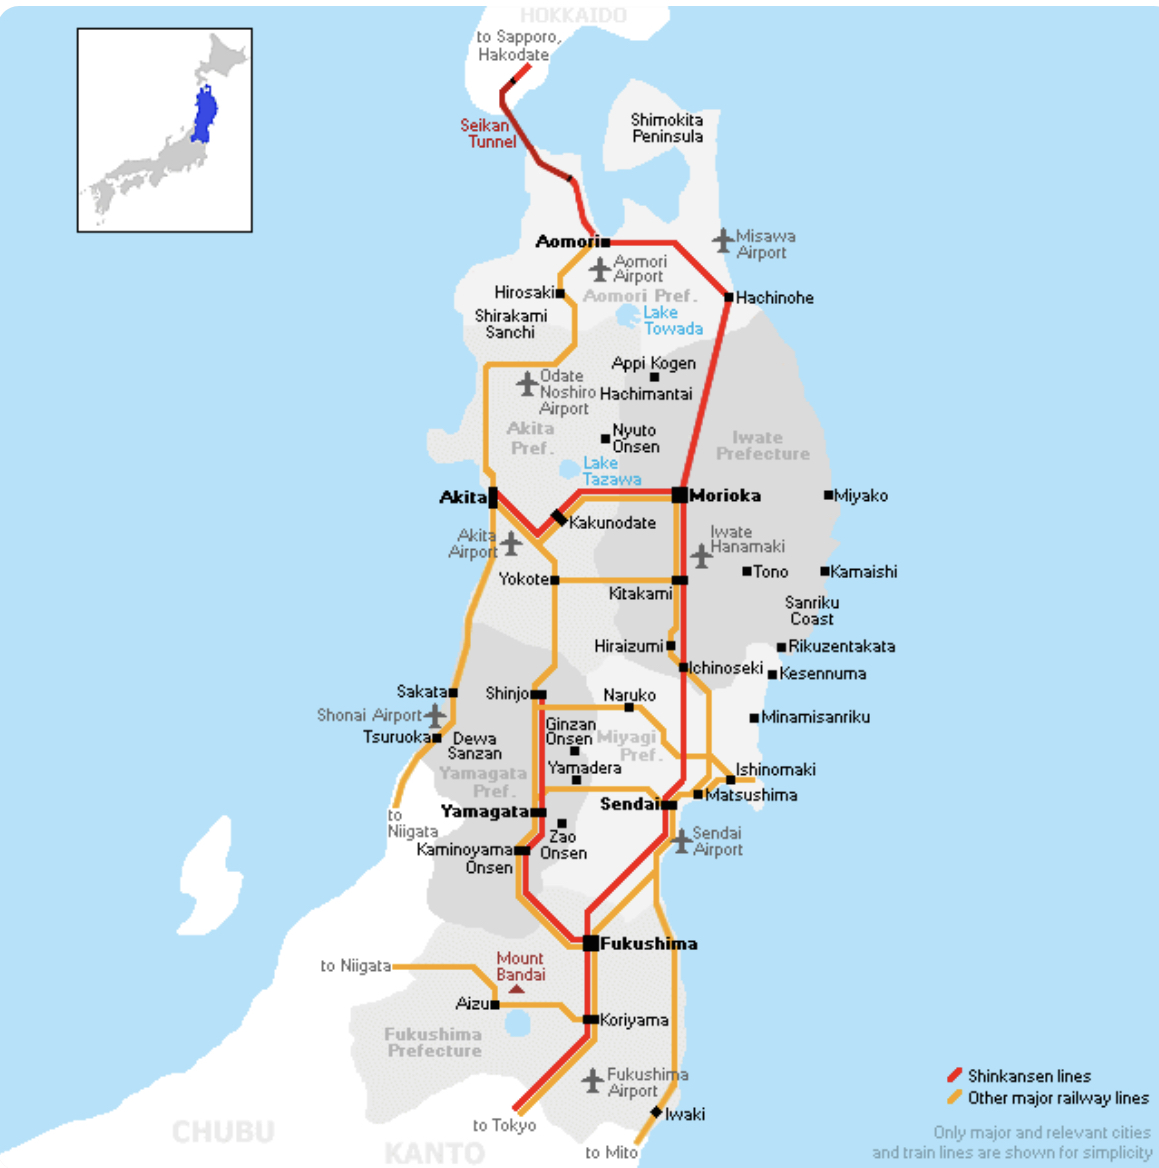 HOKKAIDO
to Sapporo,
Hakodate
Seikan
Tunnel
Shimokita
Peninsula
Aomori
Misawa
Airport
Aomori
Airport
Hirosaki
Aomori Pref.
Hachinohe
Shirakami
Sanchi
Lake
Towada
Appi Kogen
Odate
Noshiro
Airport
Hachimantai
Akita
Pref.
Nyuto
Onsen
Iwate
Prefecture
Lake
Tazawa
Akita
Morioka
Miyako
Kakunodate
Akita
Airport
Iwate
Hanamaki
Yokote
Kitakami
Tono
Kamaishi
Sanriku
Coast
Hiraizumi
Rikuzentakata
Ichinoseki
Kesennuma
Sakata
Shinjo
Naruko
Shonai Airport
Minamisanriku
Tsuruoka
Dewa
Sanzan
Ginzan
Onsen
Miyagi
Pref.
Yamagata
Pref.
Yamadera
Ishinomaki
Matsushima
Sendai
Yamagata
to
Niigata
Zao
Onsen
Sendai
Airport
Kaminoyama
Onsen
Fukushima
to Niigata
Mount
Bandai
Aizu
Koriyama
Fukushima
Prefecture
Fukushima
Airport
Shinkansen lines
Other major railway lines
Iwaki
to Tokyo
CHUBU
KANTO
to Mito
Only major and relevant cities
and train lines are shown for simplicity